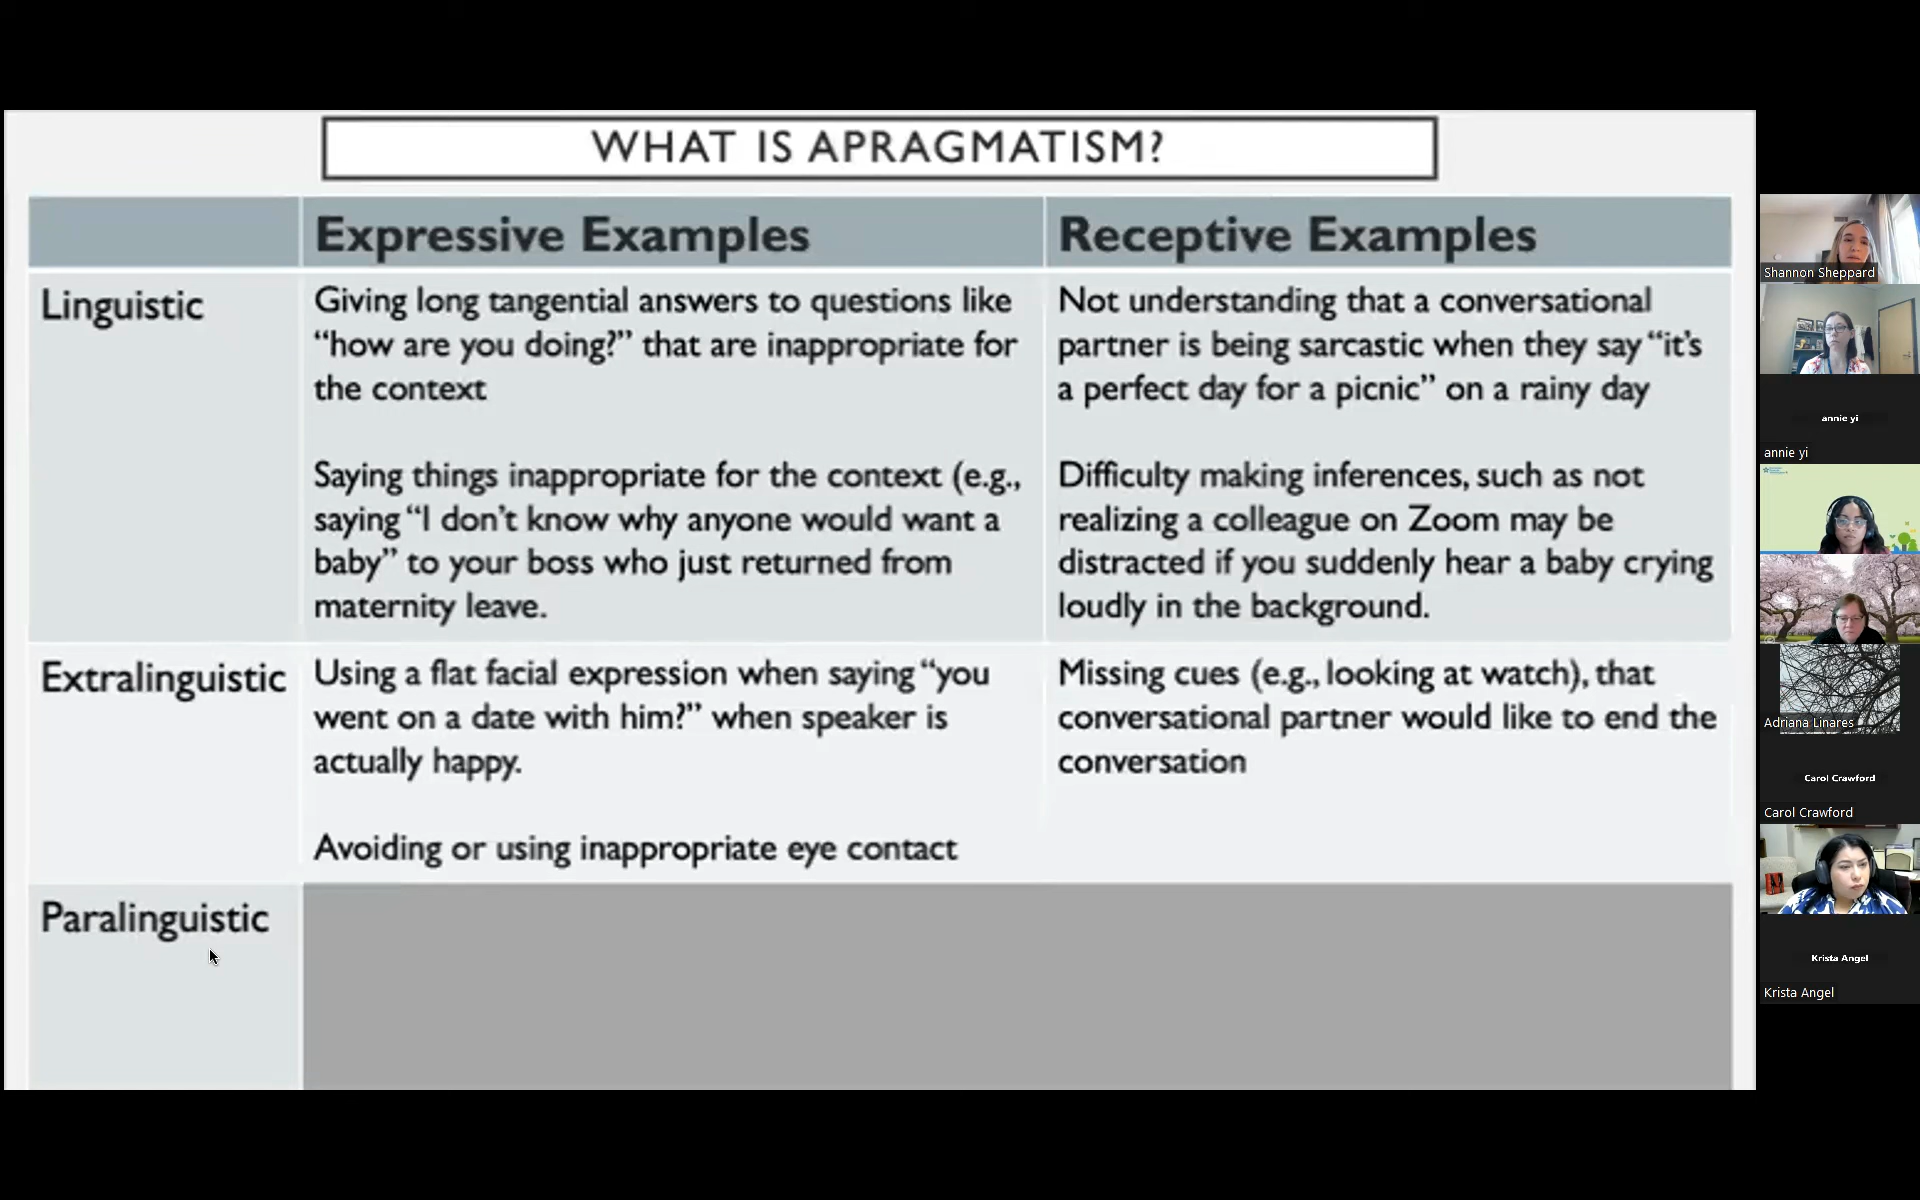 WHAT IS APRAGMATISM?
Expressive Examples
Receptive Examples
Linguistic
Giving long tangential answers to questions like
“how are you doing?” that are inappropriate for
the context
Saying things inappropriate for the context (e.g.,
saying “I don’t know why anyone would want a
baby” to your boss who just returned from
maternity leave.
Not understanding that a conversational
partner is being sarcastic when they say “it’s
a perfect day for a picnic” on a rainy day
Difficulty making inferences, such as not
realizing a colleague on Zoom may be
distracted if you suddenly hear a baby crying
loudly in the background.
Extralinguistic
Using a flat facial expression when saying “you
went on a date with him?” when speaker is
actually happy.
Avoiding or using inappropriate eye contact
Missing cues (e.g., looking at watch), that
conversational partner would like to end the
conversation
Paralinguistic
Shannon Sheppard
annie yi
annie yi
Adriana Linares
Carol Crawford
Carol Crawford
Krista Angel
Krista Angel